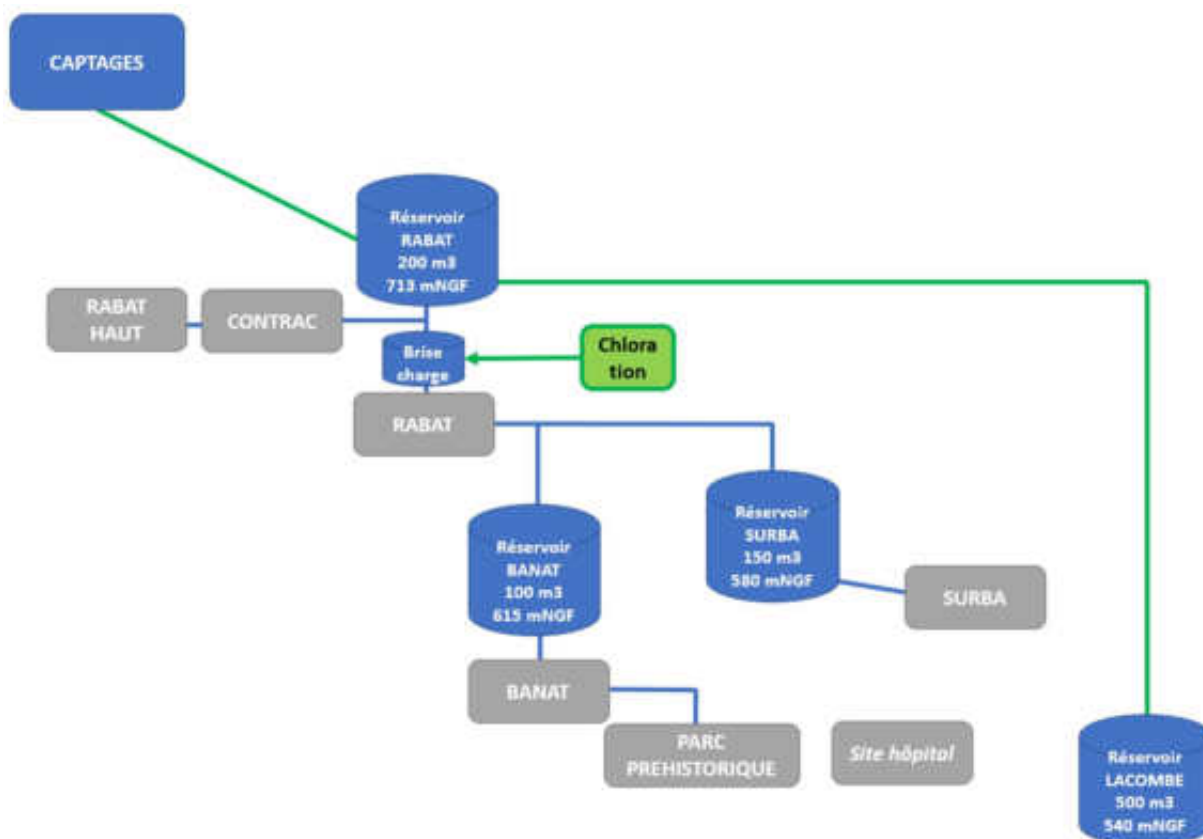 CAPTAGES
Réservoir
RABAT
200 m3
713 mNGF
RABAT
HAUT
CONTRAC
Brise
charge
Chlora
tion
RABAT
Réservoir
BANAT
100 m3
615 mNGF
Réservoir
SURBA
150 m3
580 mNGF
SURBA
BANAT
PARC
PREHISTORIQUE
Site hôpital
Réservoir
LACOMBE
500 m3
540 mNGF